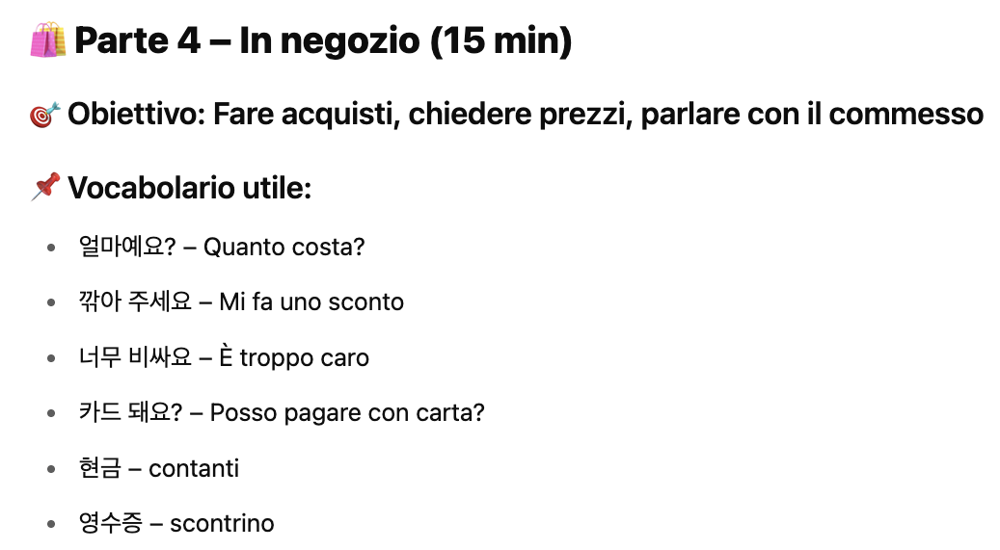 🛍️ Parte 4 – In negozio (15 min)
🎯 Obiettivo: Fare acquisti, chiedere prezzi, parlare con il commesso
📌 Vocabolario utile:
• 얼마예요? – Quanto costa?
• 깎아 주세요 – Mi fa uno sconto
• 너무 비싸요 – È troppo caro
• 카드 돼요? – Posso pagare con carta?
• 현금 – contanti
• 영수증 – scontrino